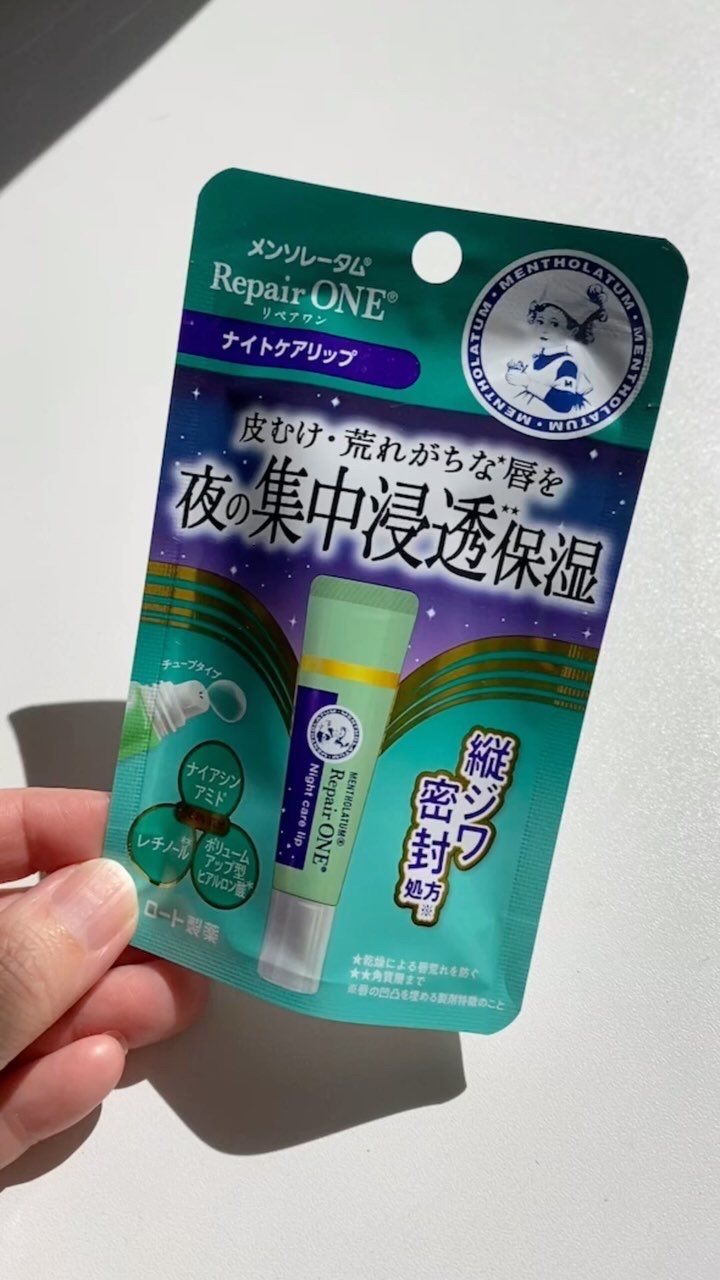 メンソレータム®
Repair ONE®
リペアワン
ナイトケアリップ
MENTHOLATUM・MENTHOLATUM・MENTHOLATUM・
M
皮むけ・荒れがちな★唇を
夜の集中浸透★★保湿
チューブタイプ
ナイアシン
アミド
レチノール
ボリューム
アップ型
ヒアルロン酸
MENTHOLATUM®
Repair ONE®
Night care lip
縦ジワ
密封
処方※
ロート製薬
★乾燥による唇荒れを防ぐ
★★角質層まで
※唇の凹凸を埋める製剤特徴のこと